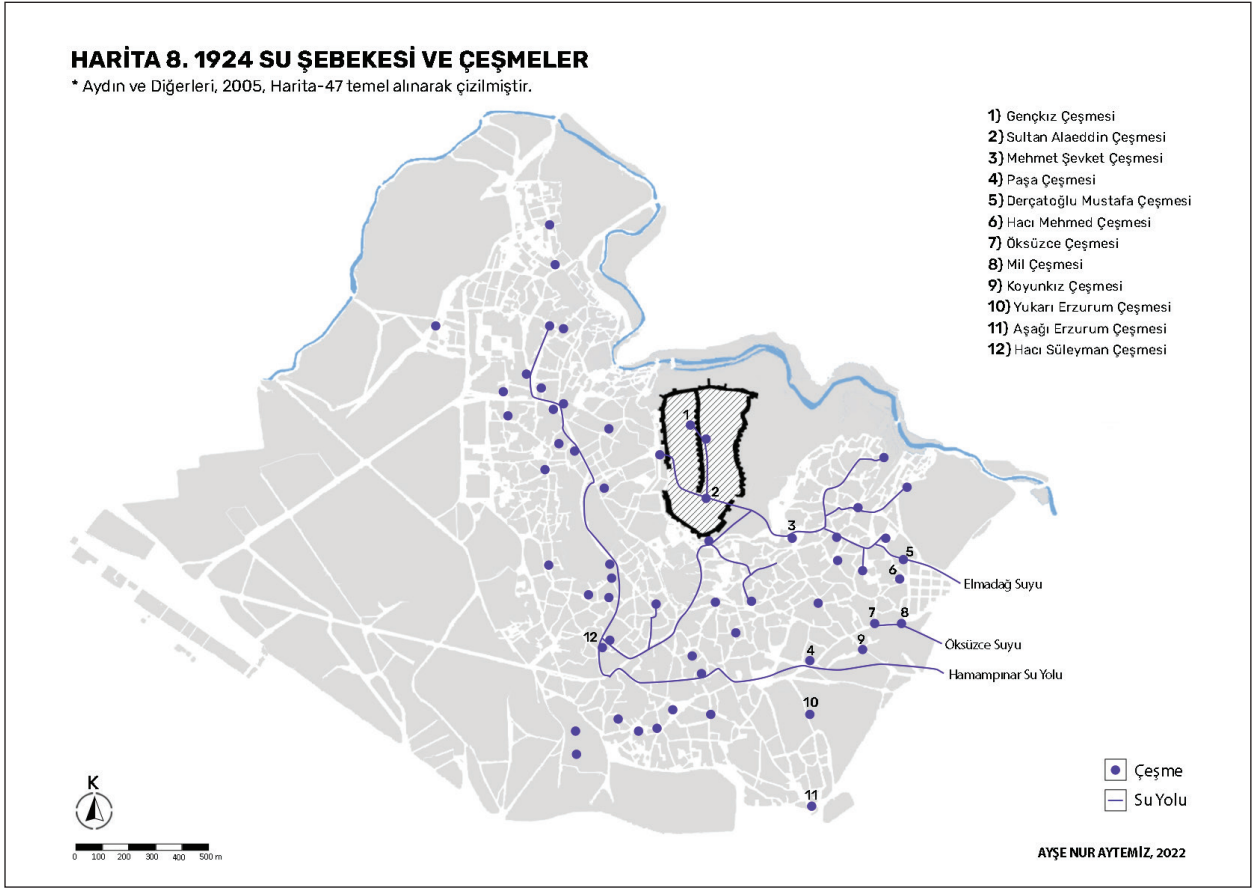 HARİTA 8. 1924 SU ŞEBEKESİ VE ÇEŞMELER
* Aydın ve Diğerleri, 2005, Harita-47 temel alınarak çizilmiştir.
1} Gençkız Çeşmesi
2} Sultan Alaeddin Çeşmesi
3} Mehmet Şevket Çeşmesi
4} Paşa Çeşmesi
5} Derçatoğlu Mustafa Çeşmesi
6} Hacı Mehmed Çeşmesi
7} Öksüzce Çeşmesi
8} Mil Çeşmesi
9} Koyunkız Çeşmesi
10} Yukarı Erzurum Çeşmesi
11} Aşağı Erzurum Çeşmesi
12} Hacı Süleyman Çeşmesi
1
2
3
5
6
Elmadağ Suyu
7
8
12
9
Öksüzce Suyu
4
Hamampınar Su Yolu
10
11
K
0 100 200 300 400 500 m
Çeşme
Su Yolu
AYŞE NUR AYTEMİZ, 2022